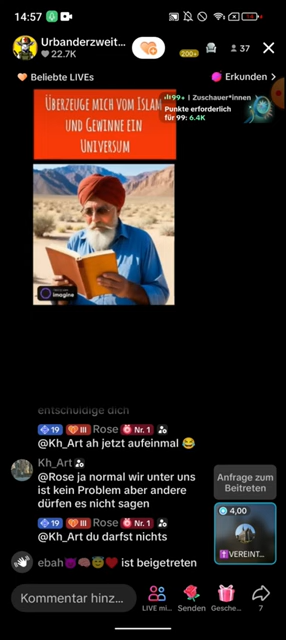 14:57
Urbanderzweit...
22.7K
200+
37
Beliebte LIVEs
Erkunden >
ÜBERZEUGE MICH VOM ISLAM
UND GEWINNE EIN
UNIVERSUM
99+ | Zuschauer*innen
Punkte erforderlich
für 99: 6.4K
imagine
entschuldige dich
19 III Rose Nr. 1
@Kh_Art ah jetzt aufeinmal 😂
Kh_Art
@Rose ja normal wir unter uns
ist kein Problem aber andere
dürfen es nicht sagen
19 III Rose Nr. 1
@Kh_Art du darfst nichts
ebah😈🧠😇❤️ ist beigetreten
Anfrage zum
Beitreten
4,00
✝️VEREINT...
Kommentar hinz...
LIVE mi...
Senden
Gesche...
7